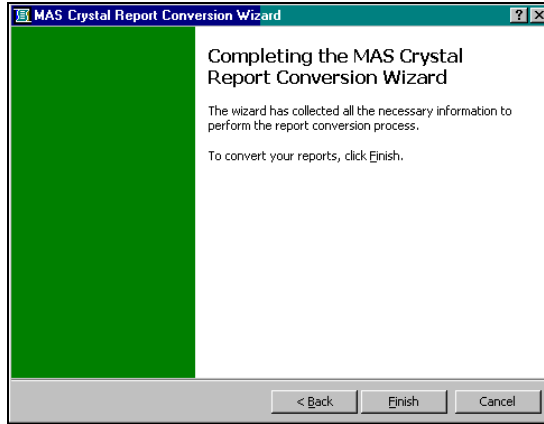 MAS Crystal Report Conversion Wizard
Completing the MAS Crystal
Report Conversion Wizard
The wizard has collected all the necessary information to
perform the report conversion process.
To convert your reports, click Finish.
< Back Finish Cancel